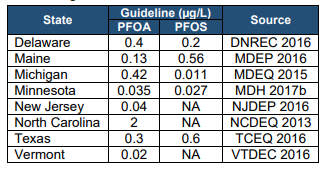 State Guideline (µg/L) Source
PFOA PFOS
Delaware 0.4 0.2 DNREC 2016
Maine 0.13 0.56 MDEP 2016
Michigan 0.42 0.011 MDEQ 2015
Minnesota 0.035 0.027 MDH 2017b
New Jersey 0.04 NA NJDEP 2016
North Carolina 2 NA NCDEQ 2013
Texas 0.3 0.6 TCEQ 2016
Vermont 0.02 NA VTDEC 2016